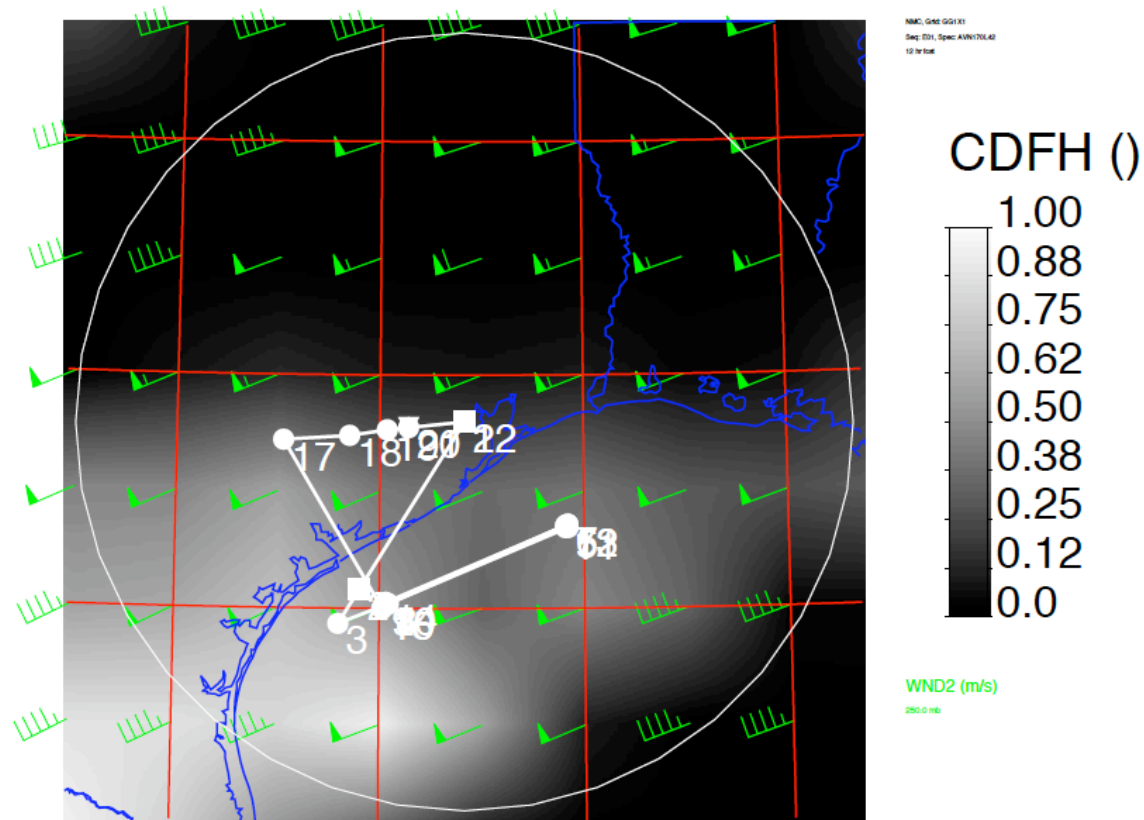 NMC, Grid: GG1X1
Seq: E01, Spec: AVN170L42
12 hr fcst
CDFH ()
1.00
0.88
0.75
0.62
0.50
0.38
0.25
0.12
0.0
WND2 (m/s)
250.0 mb
17
18
22
3